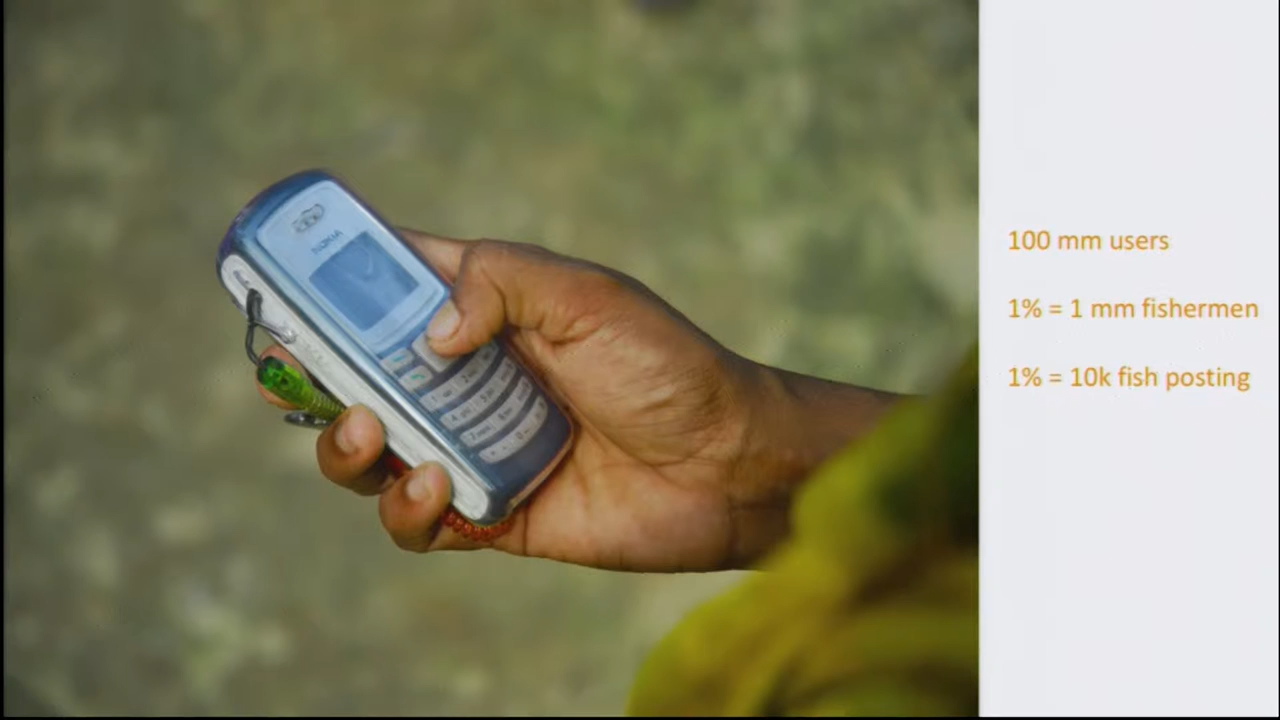 NOKIA
100 mm users
1% = 1 mm fishermen
1% = 10k fish posting